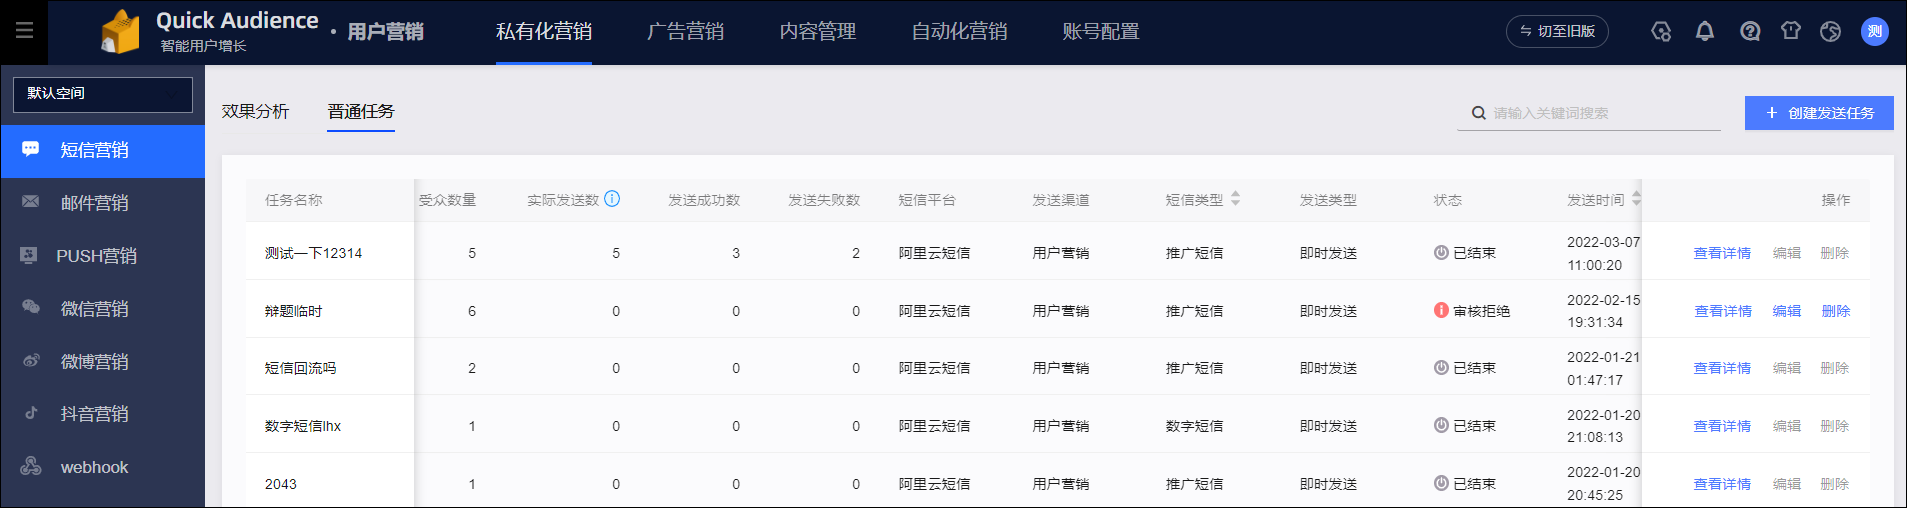 Quick Audience
智能用户增长
· 用户营销
私有化营销
广告营销
内容管理
自动化营销
账号配置
切至旧版
测
默认空间
短信营销
邮件营销
PUSH营销
微信营销
微博营销
抖音营销
webhook
效果分析
普通任务
请输入关键词搜索
+ 创建发送任务
任务名称 受众数量 实际发送数 发送成功数 发送失败数 短信平台 发送渠道 短信类型 发送类型 状态 发送时间 操作
测试一下12314 5 5 3 2 阿里云短信 用户营销 推广短信 即时发送 已结束 2022-03-07 11:00:20 查看详情 编辑 删除
辩题临时 6 0 0 0 阿里云短信 用户营销 推广短信 即时发送 审核拒绝 2022-02-15 19:31:34 查看详情 编辑 删除
短信回流吗 2 0 0 0 阿里云短信 用户营销 推广短信 即时发送 已结束 2022-01-21 01:47:17 查看详情 编辑 删除
数字短信lhx 1 0 0 0 阿里云短信 用户营销 数字短信 即时发送 已结束 2022-01-20 21:08:13 查看详情 编辑 删除
2043 1 0 0 0 阿里云短信 用户营销 推广短信 即时发送 已结束 2022-01-20 20:45:25 查看详情 编辑 删除